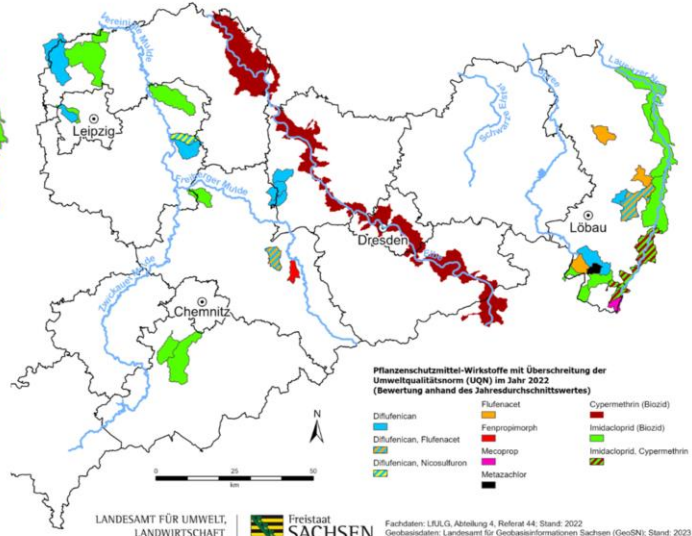 Vereinigte Mulde
Leipzig
Freiberger Mulde
Zwickauer Mulde
Chemnitz
Dresden
Elbe
Schwarze Elster
Spree
Lausitzer Neiße
Löbau
N
0 25 50
km
Pflanzenschutzmittel-Wirkstoffe mit Überschreitung der
Umweltqualitätsnorm (UQN) im Jahr 2022
(Bewertung anhand des Jahresdurchschnittswertes)
Diflufenican
Diflufenican, Flufenacet
Diflufenican, Nicosulfuron
Flufenacet
Fenpropimorph
Mecoprop
Metazachlor
Cypermethrin (Biozid)
Imidacloprid (Biozid)
Imidacloprid, Cypermethrin
LANDESAMT FÜR UMWELT,
LANDWIRTSCHAFT
Freistaat
SACHSEN
Fachdaten: LfULG, Abteilung 4, Referat 44; Stand: 2022
Geobasisdaten: Landesamt für Geobasisinformationen Sachsen (GeoSN); Stand: 2023